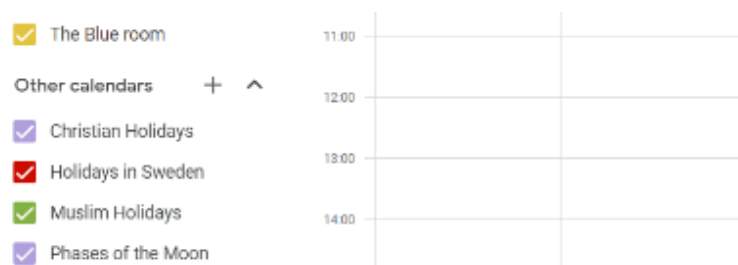 The Blue room
Other calendars
Christian Holidays
Holidays in Sweden
Muslim Holidays
Phases of the Moon
11:00
12:00
13:00
14:00